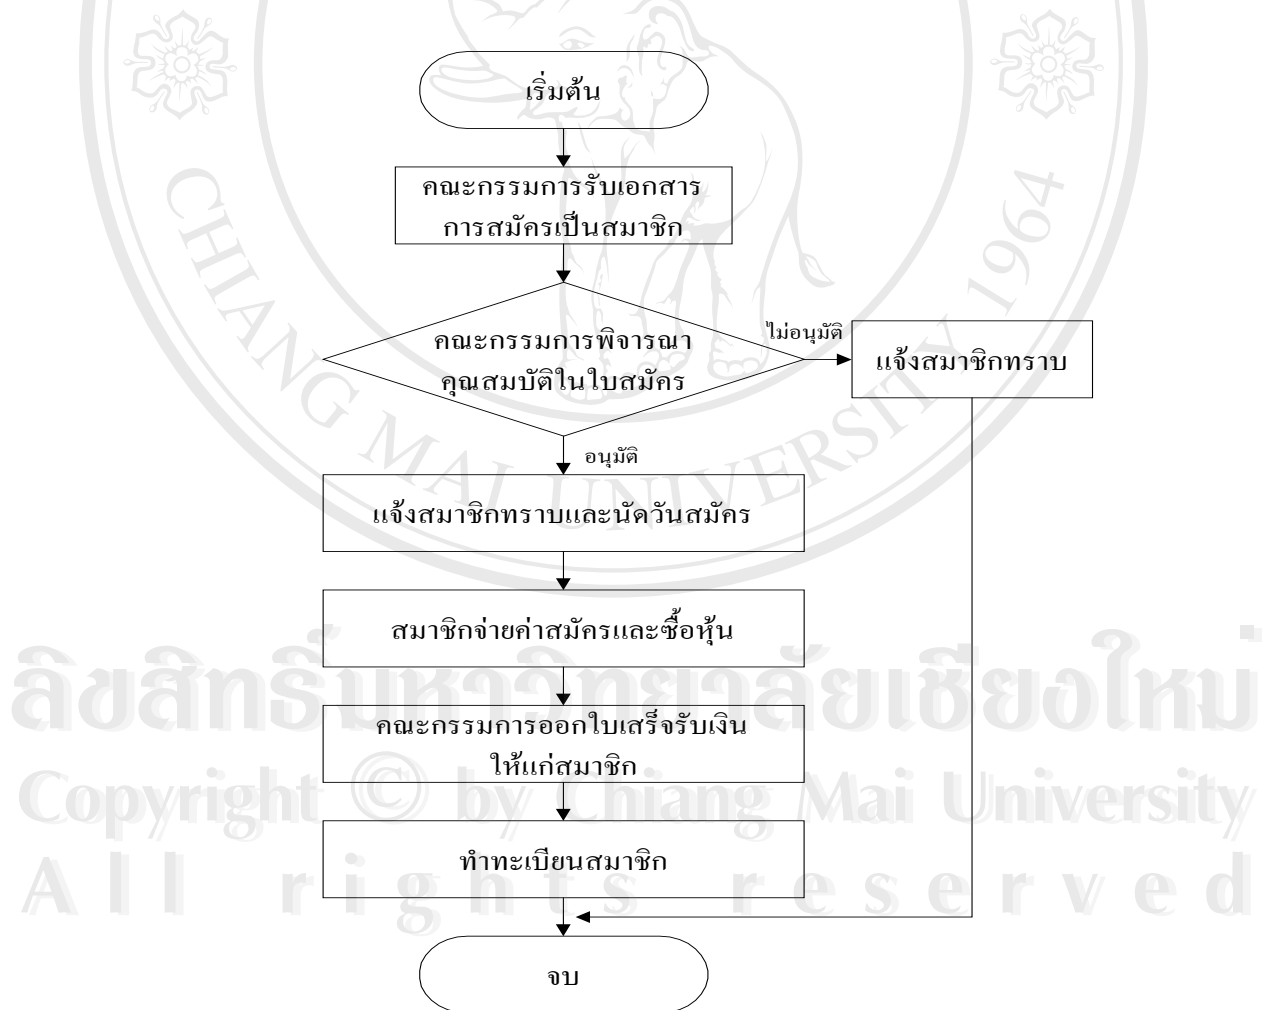 เริ่มต้น
คณะกรรมการรับเอกสาร
การสมัครเป็นสมาชิก
คณะกรรมการพิจารณา
คุณสมบัติในใบสมัคร
ไม่อนุมัติ
แจ้งสมาชิกทราบ
อนุมัติ
แจ้งสมาชิกทราบและนัดวันสมัคร
สมาชิกจ่ายค่าสมัครและซื้อหุ้น
คณะกรรมการออกใบเสร็จรับเงิน
ให้แก่สมาชิก
ทำทะเบียนสมาชิก
จบ
CHIANG MAI UNIVERSITY 1964
ลิขสิทธิ์มหาวิทยาลัยเชียงใหม่
Copyright © by Chiang Mai University
All rights reserved